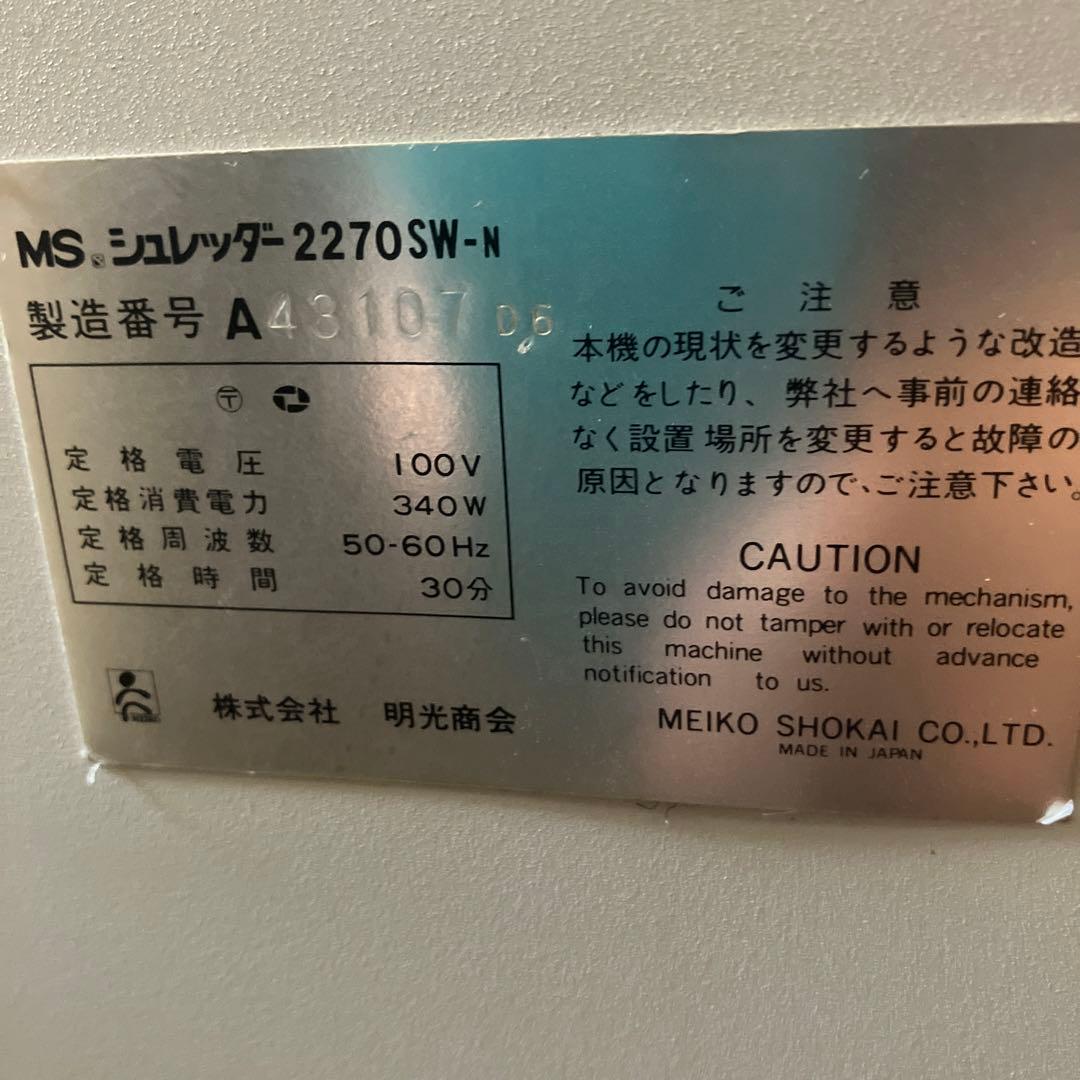 MS シュレッダー 2270SW-N
製造番号 A43107 D6
〒
定格電圧 100V
定格消費電力 340W
定格周波数 50-60Hz
定格時間 30分
株式会社 明光商会
ご注意
本機の現状を変更するような改造
などをしたり、弊社へ事前の連絡
なく設置場所を変更すると故障の
原因となりますので、ご注意下さい。
CAUTION
To avoid damage to the mechanism,
please do not tamper with or relocate
this machine without advance
notification to us.
MEIKO SHOKAI CO.,LTD.
MADE IN JAPAN